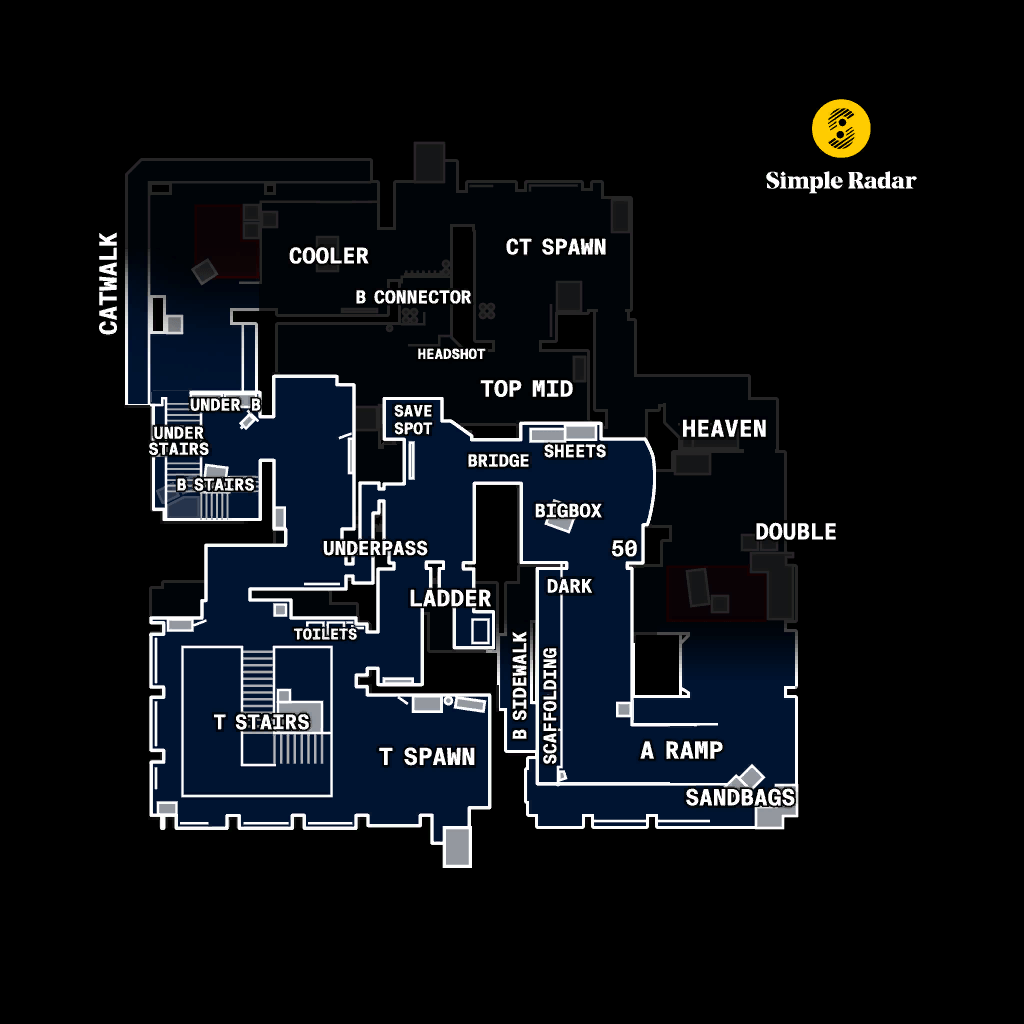 Simple Radar
CATWALK
COOLER
CT SPAWN
B CONNECTOR
HEADSHOT
TOP MID
UNDER B
SAVE
SPOT
UNDER
STAIRS
HEAVEN
BRIDGE
SHEETS
B STAIRS
BIGBOX
DOUBLE
UNDERPASS
50
DARK
LADDER
TOILETS
B SIDEWALK
SCAFFOLDING
T STAIRS
T SPAWN
A RAMP
SANDBAGS